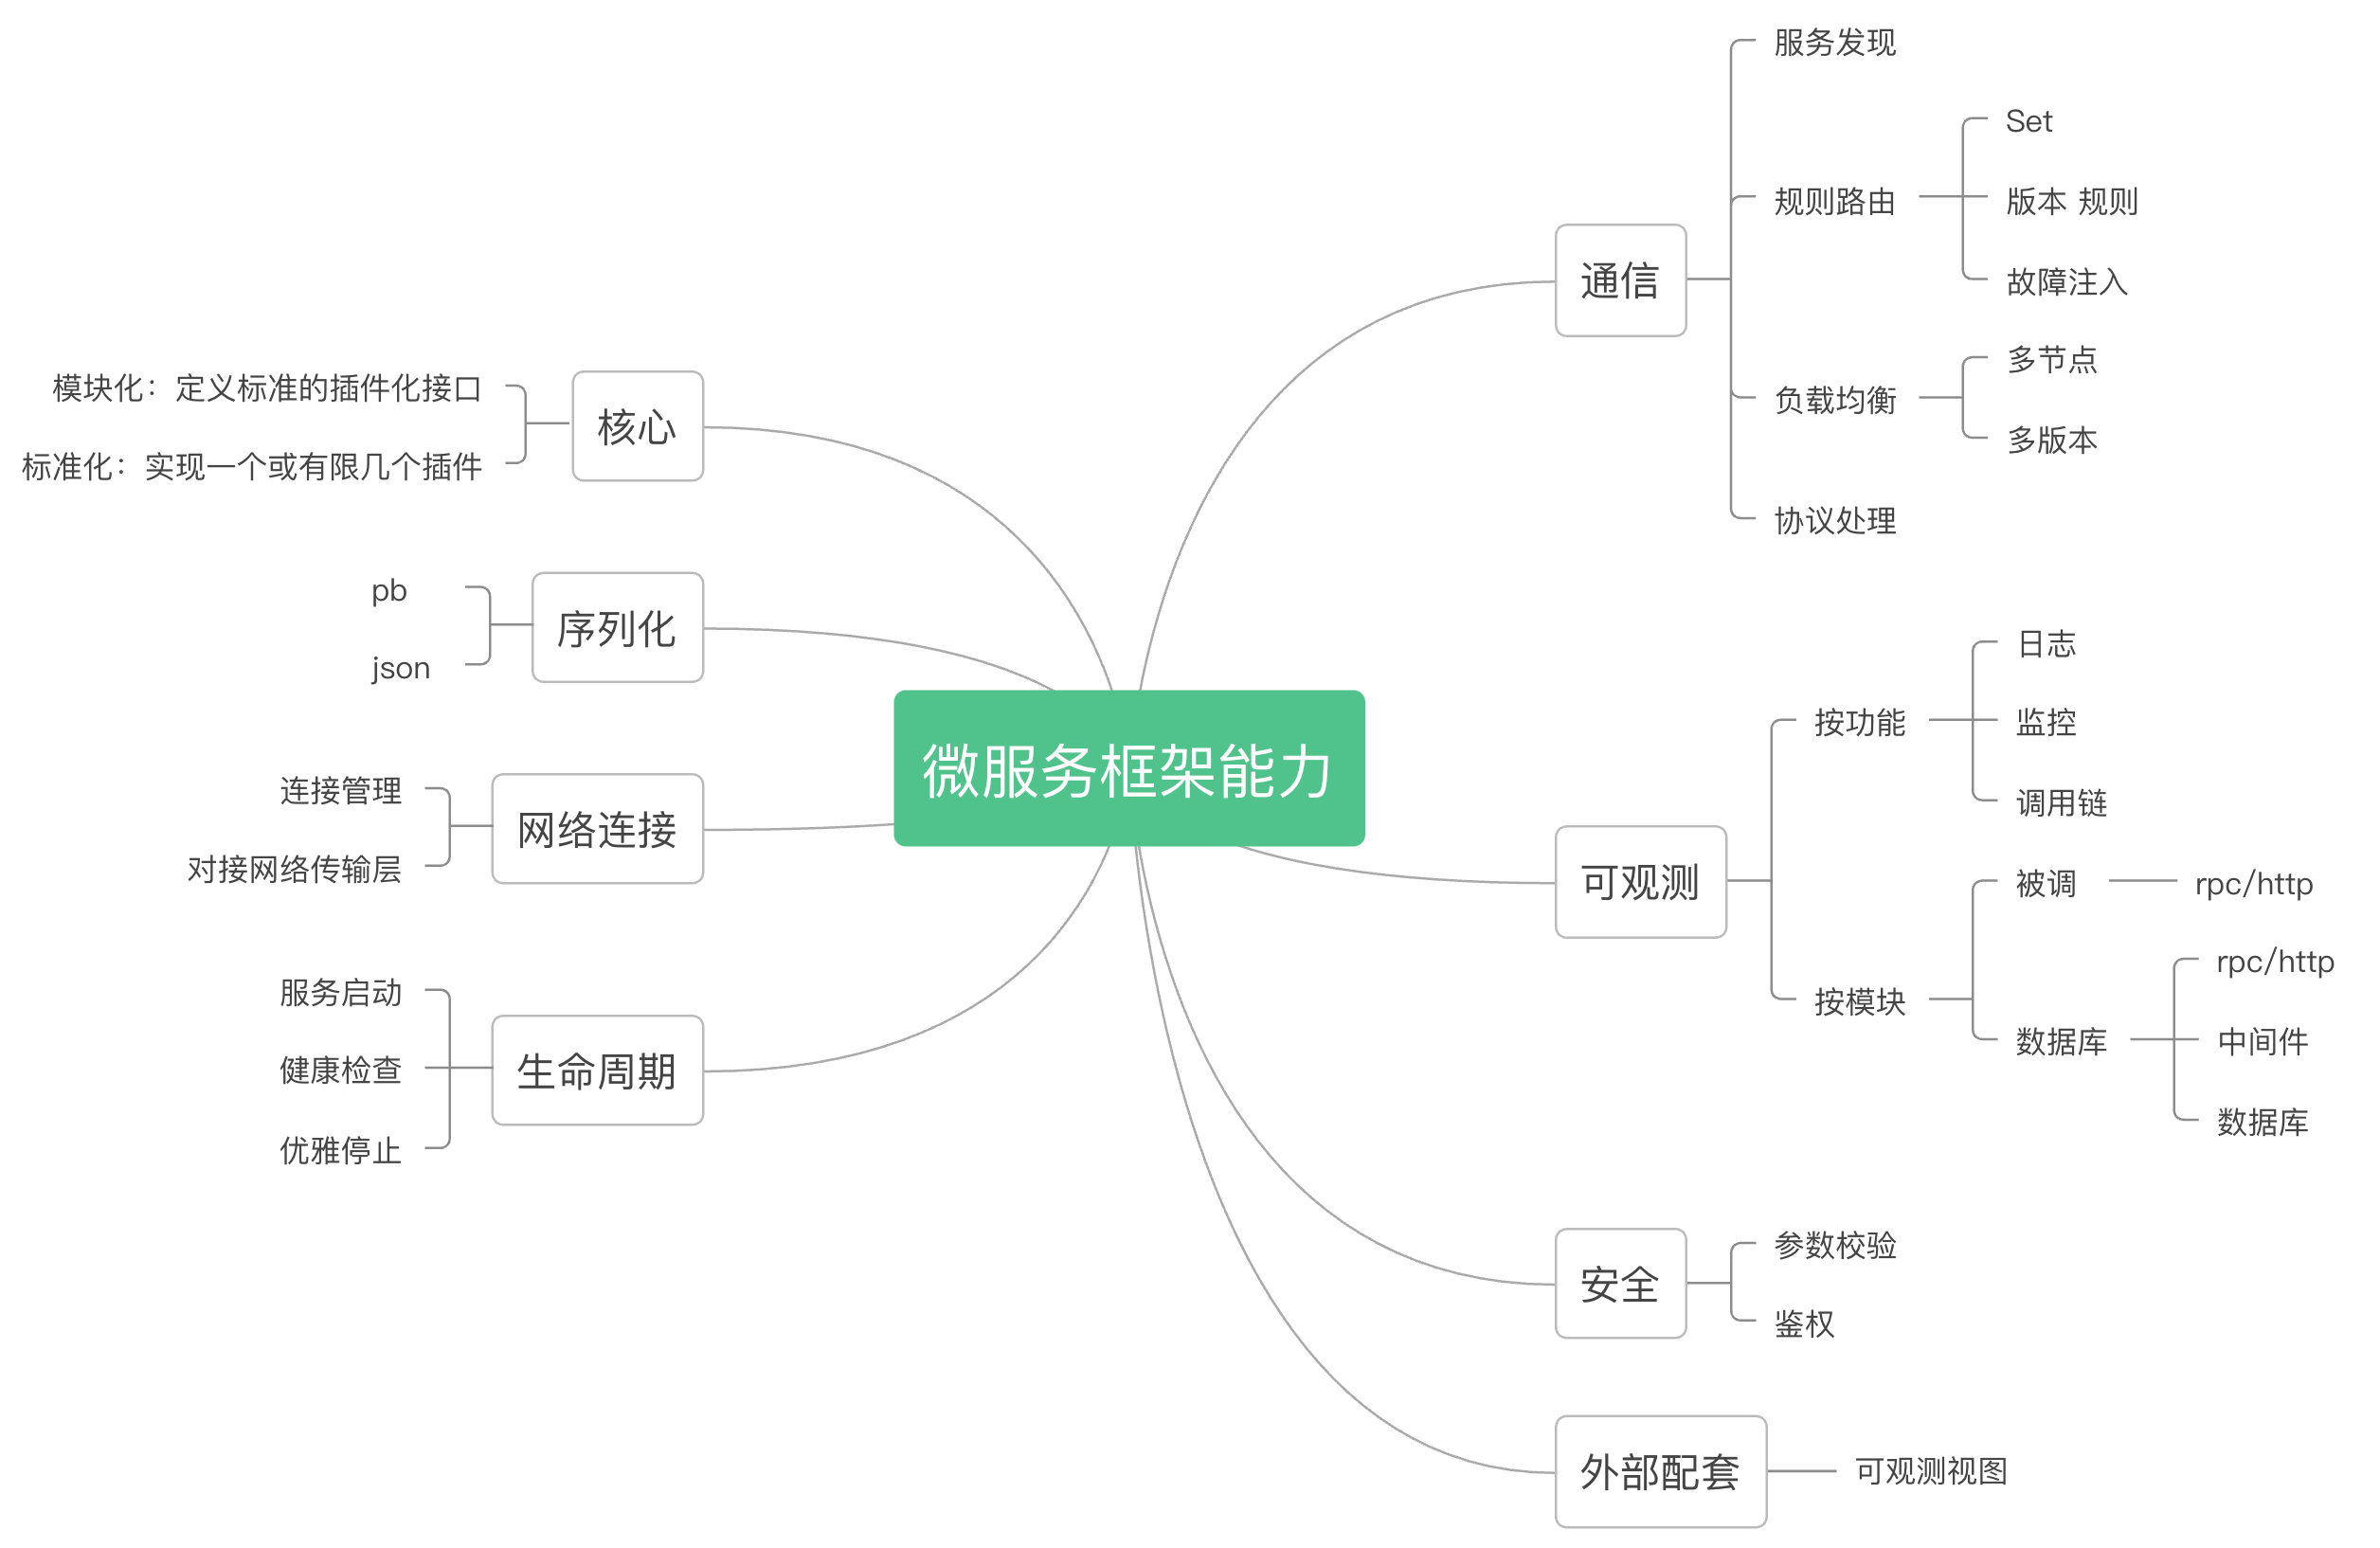 微服务框架能力
通信
服务发现
规则路由
Set
版本 规则
故障注入
负载均衡
多节点
多版本
协议处理
可观测
按功能
日志
监控
调用链
按模块
被调
rpc/http
数据库
rpc/http
中间件
数据库
安全
参数校验
鉴权
外部配套
可观测视图
核心
模块化：定义标准的插件化接口
标准化：实现一个或有限几个插件
序列化
pb
json
网络连接
连接管理
对接网络传输层
生命周期
服务启动
健康检查
优雅停止